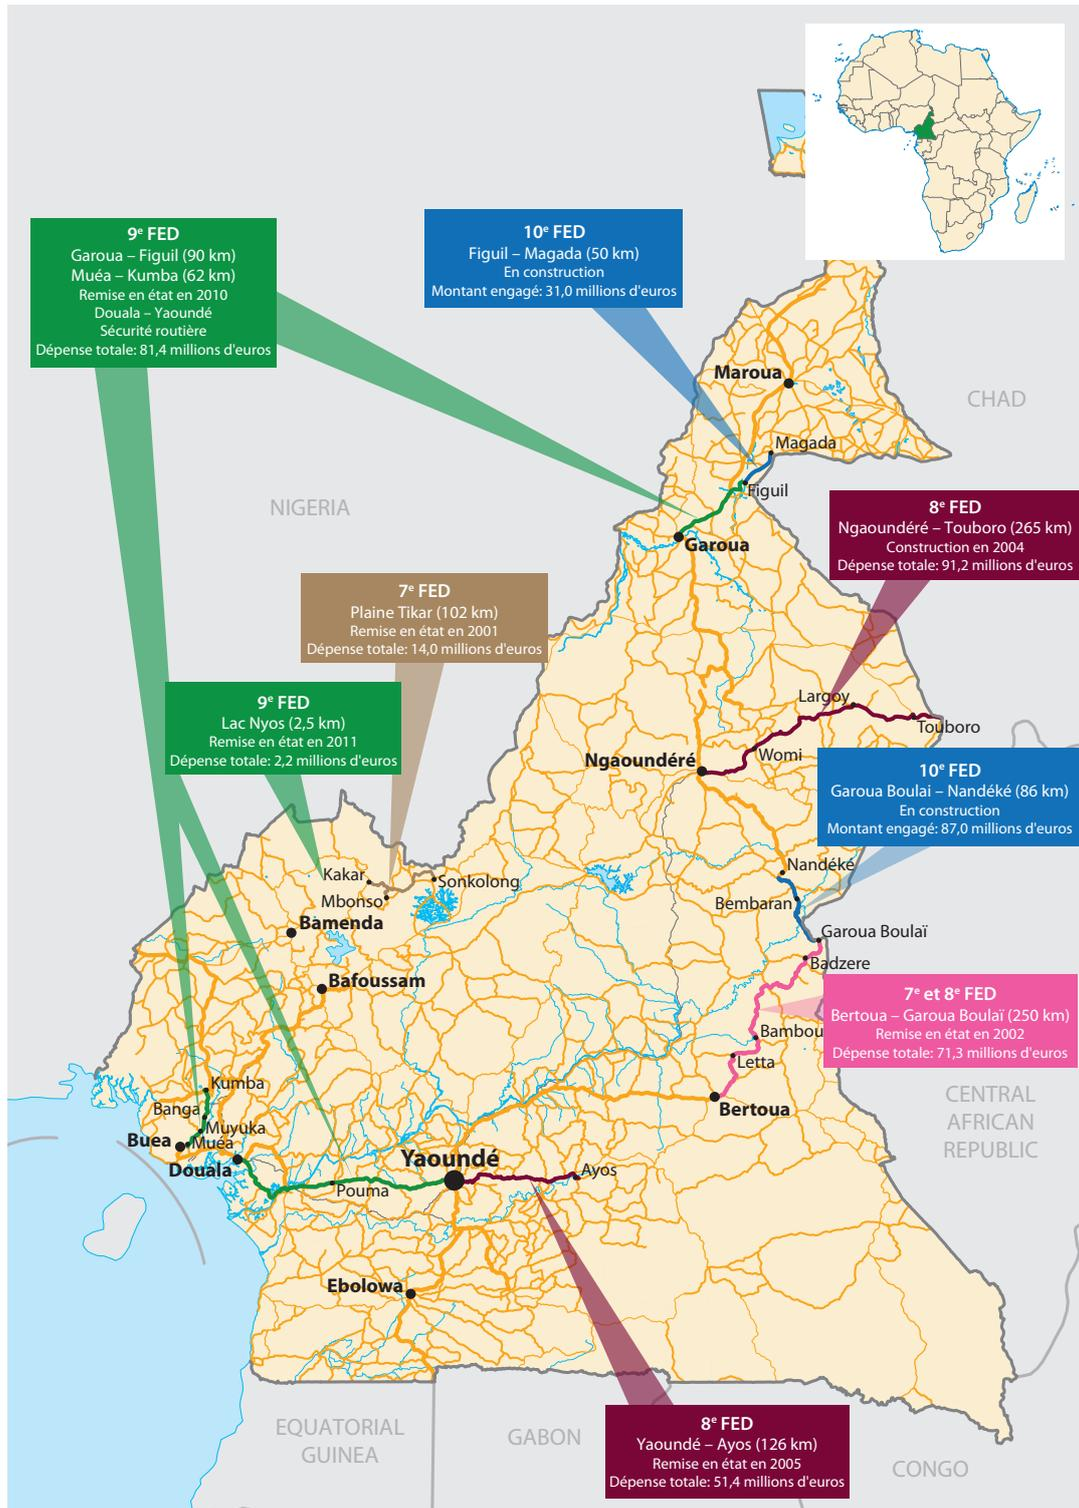 9e FED
Garoua – Figuil (90 km)
Muéa – Kumba (62 km)
Remise en état en 2010
Douala – Yaoundé
Sécurité routière
Dépense totale: 81,4 millions d'euros
10e FED
Figuil – Magada (50 km)
En construction
Montant engagé: 31,0 millions d'euros
Maroua
CHAD
Magada
Figuil
NIGERIA
8e FED
Ngaoundéré – Touboro (265 km)
Construction en 2004
Dépense totale: 91,2 millions d'euros
Garoua
7e FED
Plaine Tikar (102 km)
Remise en état en 2001
Dépense totale: 14,0 millions d'euros
9e FED
Lac Nyos (2,5 km)
Remise en état en 2011
Dépense totale: 2,2 millions d'euros
Largoy
Touboro
Womi
Ngaoundéré
10e FED
Garoua Boulai – Nandéké (86 km)
En construction
Montant engagé: 87,0 millions d'euros
Nandéké
Kakar
Sonkolong
Mbonso
Bembaran
Bamenda
Garoua Boulaï
Badzere
Bafoussam
7e et 8e FED
Bertoua – Garoua Boulaï (250 km)
Remise en état en 2002
Dépense totale: 71,3 millions d'euros
Bambou
Letta
Kumba
Banga
Bertoua
CENTRAL
AFRICAN
REPUBLIC
Muyuka
Buea
Muéa
Douala
Yaoundé
Ayos
Pouma
Ebolowa
EQUATORIAL
GUINEA
GABON
8e FED
Yaoundé – Ayos (126 km)
Remise en état en 2005
Dépense totale: 51,4 millions d'euros
CONGO